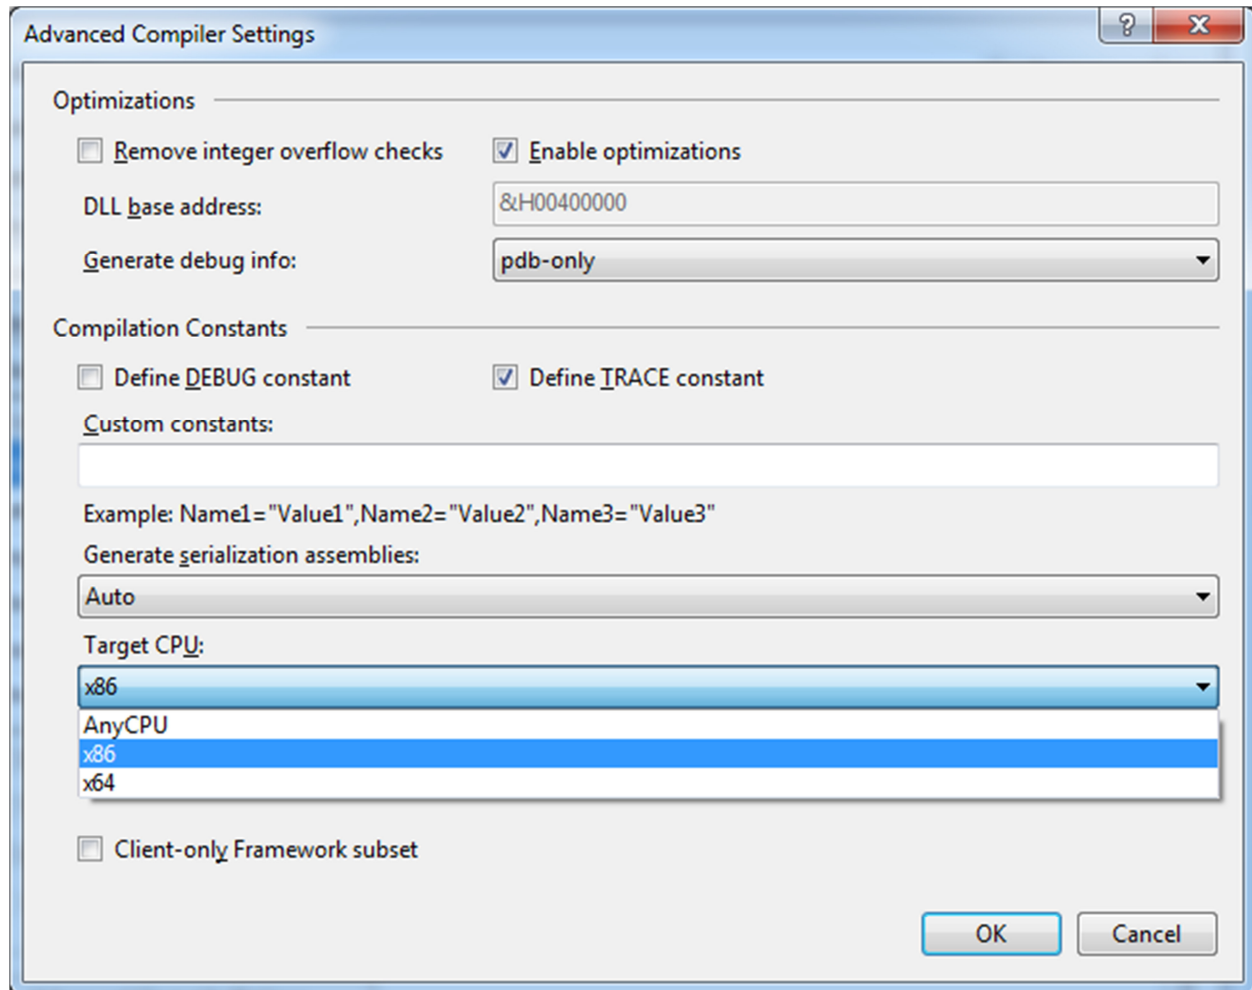 Advanced Compiler Settings
?
Optimizations
Remove integer overflow checks
Enable optimizations
DLL base address:
&H00400000
Generate debug info:
pdb-only
Compilation Constants
Define DEBUG constant
Define TRACE constant
Custom constants:
Example: Name1="Value1",Name2="Value2",Name3="Value3"
Generate serialization assemblies:
Auto
Target CPU:
x86
AnyCPU
x86
x64
Client-only Framework subset
OK
Cancel